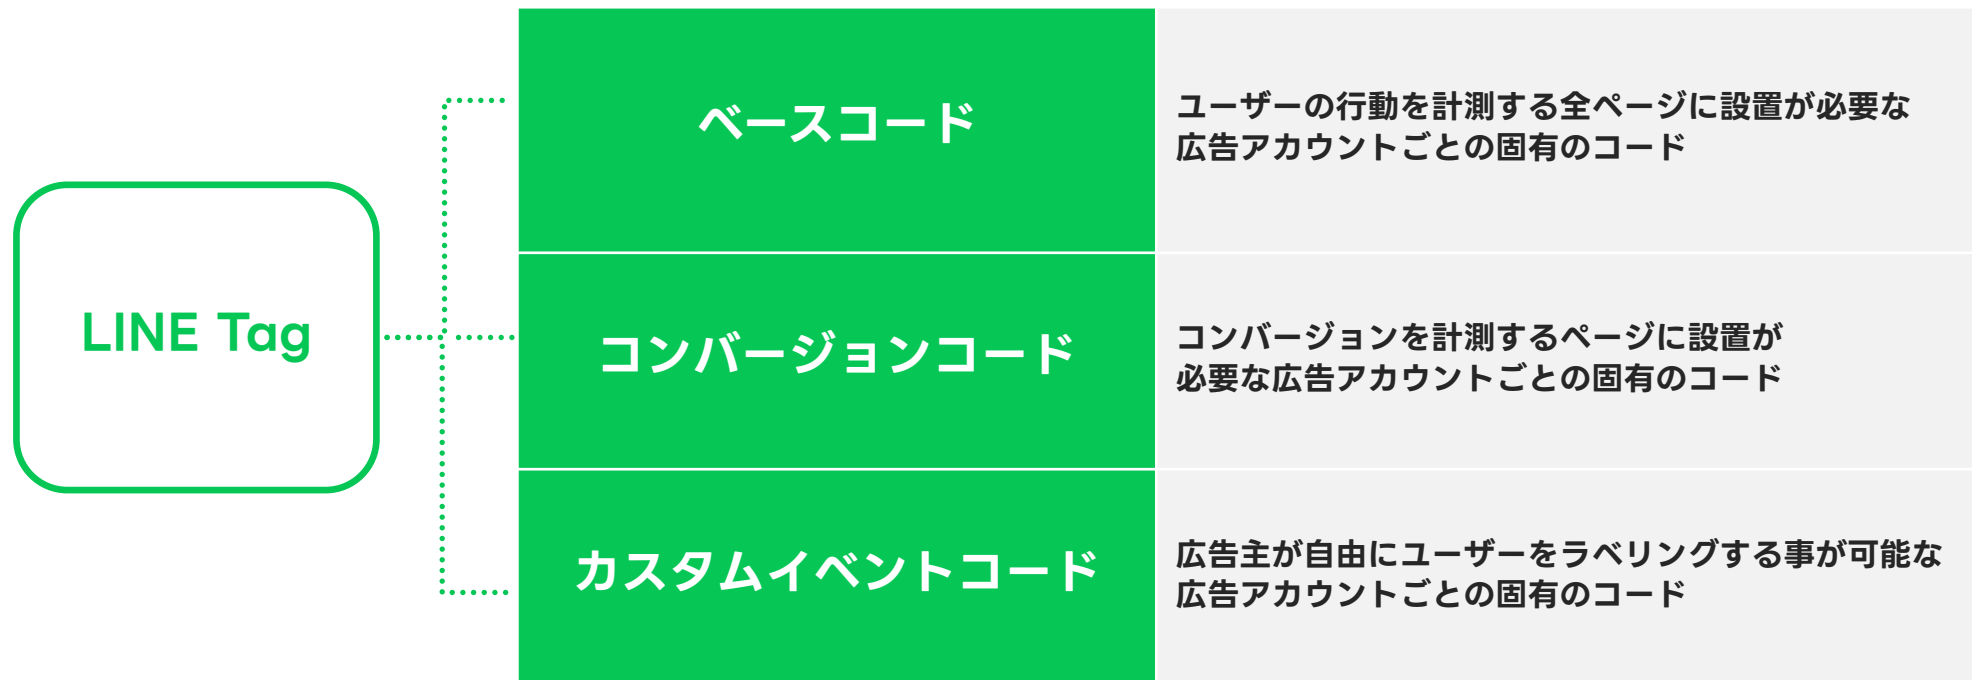 LINE Tag
ベースコード
ユーザーの行動を計測する全ページに設置が必要な
広告アカウントごとの固有のコード
コンバージョンコード
コンバージョンを計測するページに設置が
必要な広告アカウントごとの固有のコード
カスタムイベントコード
広告主が自由にユーザーをラベリングする事が可能な
広告アカウントごとの固有のコード